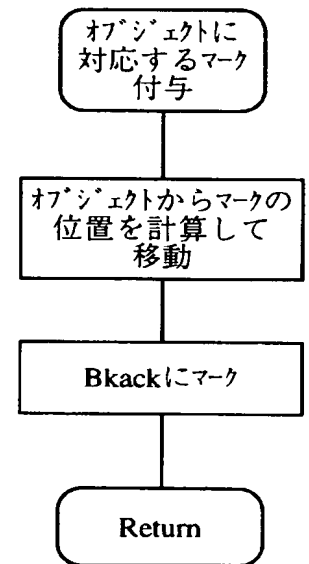 オブジェクトに
対応するマーク
付与
オブジェクトからマークの
位置を計算して
移動
Bkackにマーク
Return